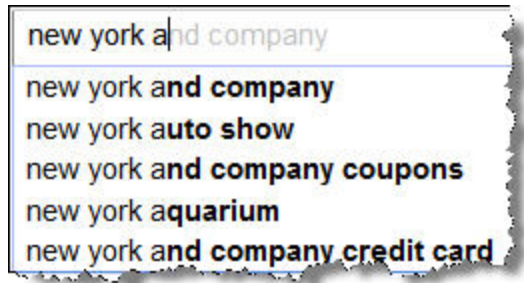 new york and company
new york and company
new york auto show
new york and company coupons
new york aquarium
new york and company credit card